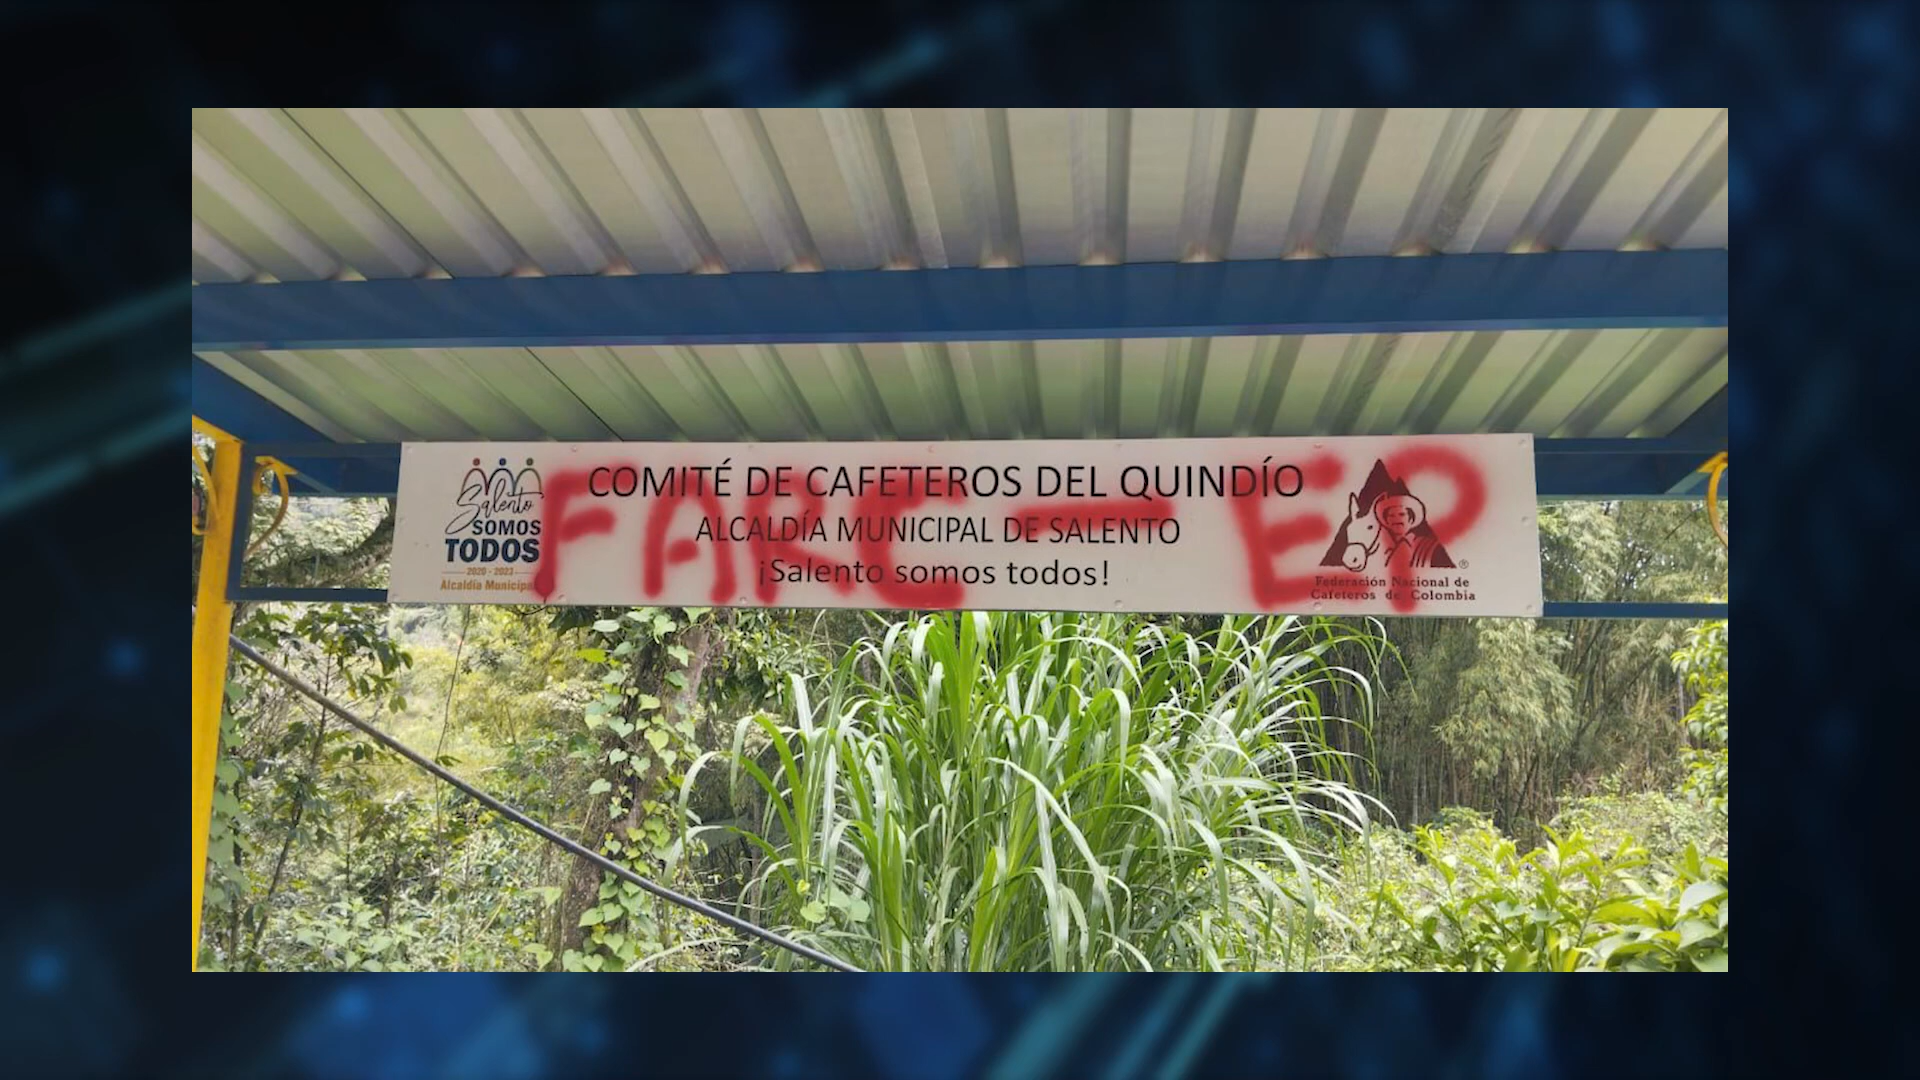 Salento
SOMOS
TODOS
2020 - 2023
Alcaldía Municipal
COMITÉ DE CAFETEROS DEL QUINDÍO
ALCALDÍA MUNICIPAL DE SALENTO
¡Salento somos todos!
FARC-EP
Federación Nacional de
Cafeteros de Colombia